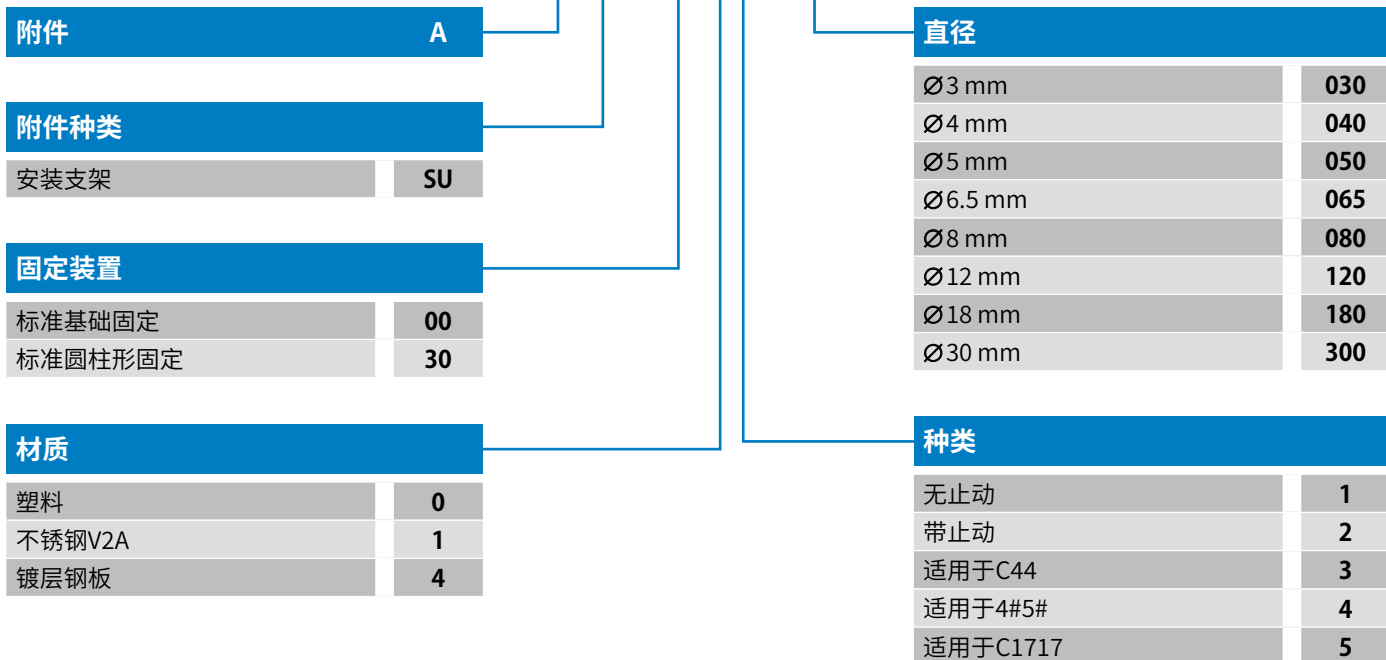 附件 A
附件种类
安装支架 SU
固定装置
标准基础固定 00
标准圆柱形固定 30
材质
塑料 0
不锈钢V2A 1
镀层钢板 4
直径
Ø3 mm 030
Ø4 mm 040
Ø5 mm 050
Ø6.5 mm 065
Ø8 mm 080
Ø12 mm 120
Ø18 mm 180
Ø30 mm 300
种类
无止动 1
带止动 2
适用于C44 3
适用于4#5# 4
适用于C1717 5